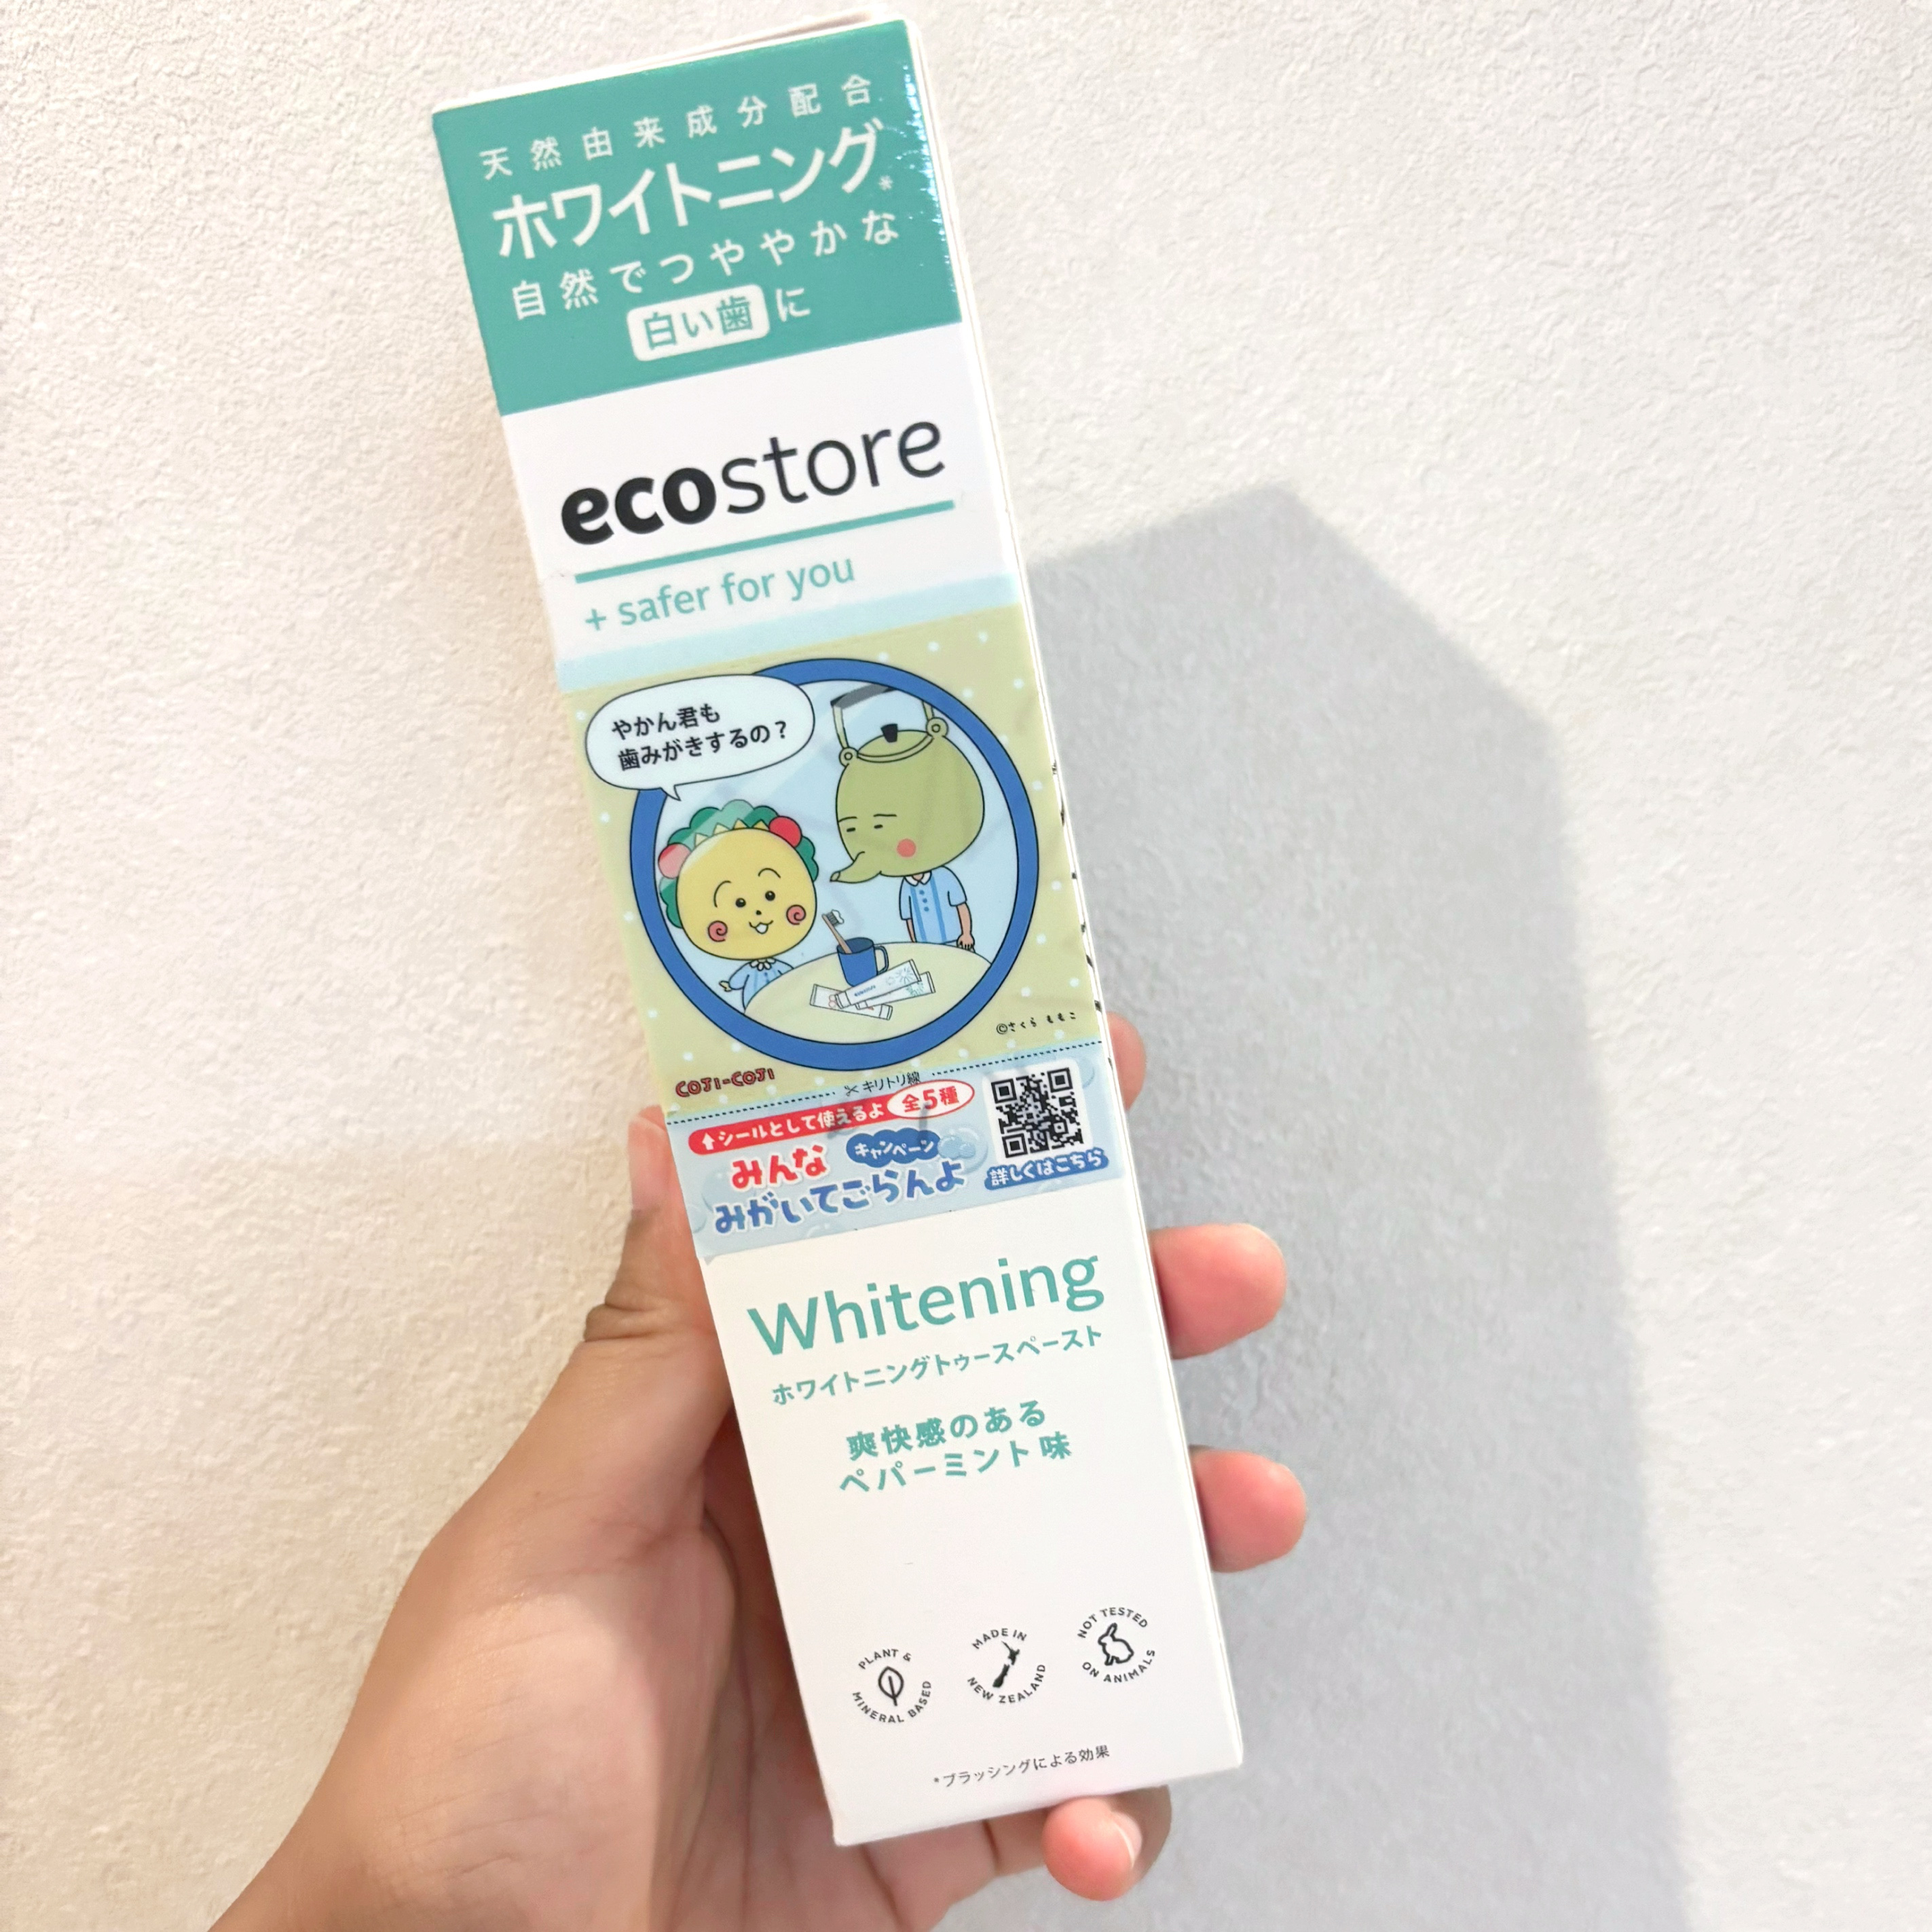 天然由来成分配合
ホワイトニング*
自然でつややかな
白い歯に
ecostore
+ safer for you
やかん君も
歯みがきするの?
©さくらももこ
COJI-COJI
キリトリ線
シールとして使えるよ 全5種
みんな キャンペーン
みがいてごらんよ
詳しくはこちら
Whitening
ホワイトニングトゥースペースト
爽快感のある
ペパーミント味
PLANT & MINERAL BASED
MADE IN NEW ZEALAND
NOT TESTED ON ANIMALS
*ブラッシングによる効果